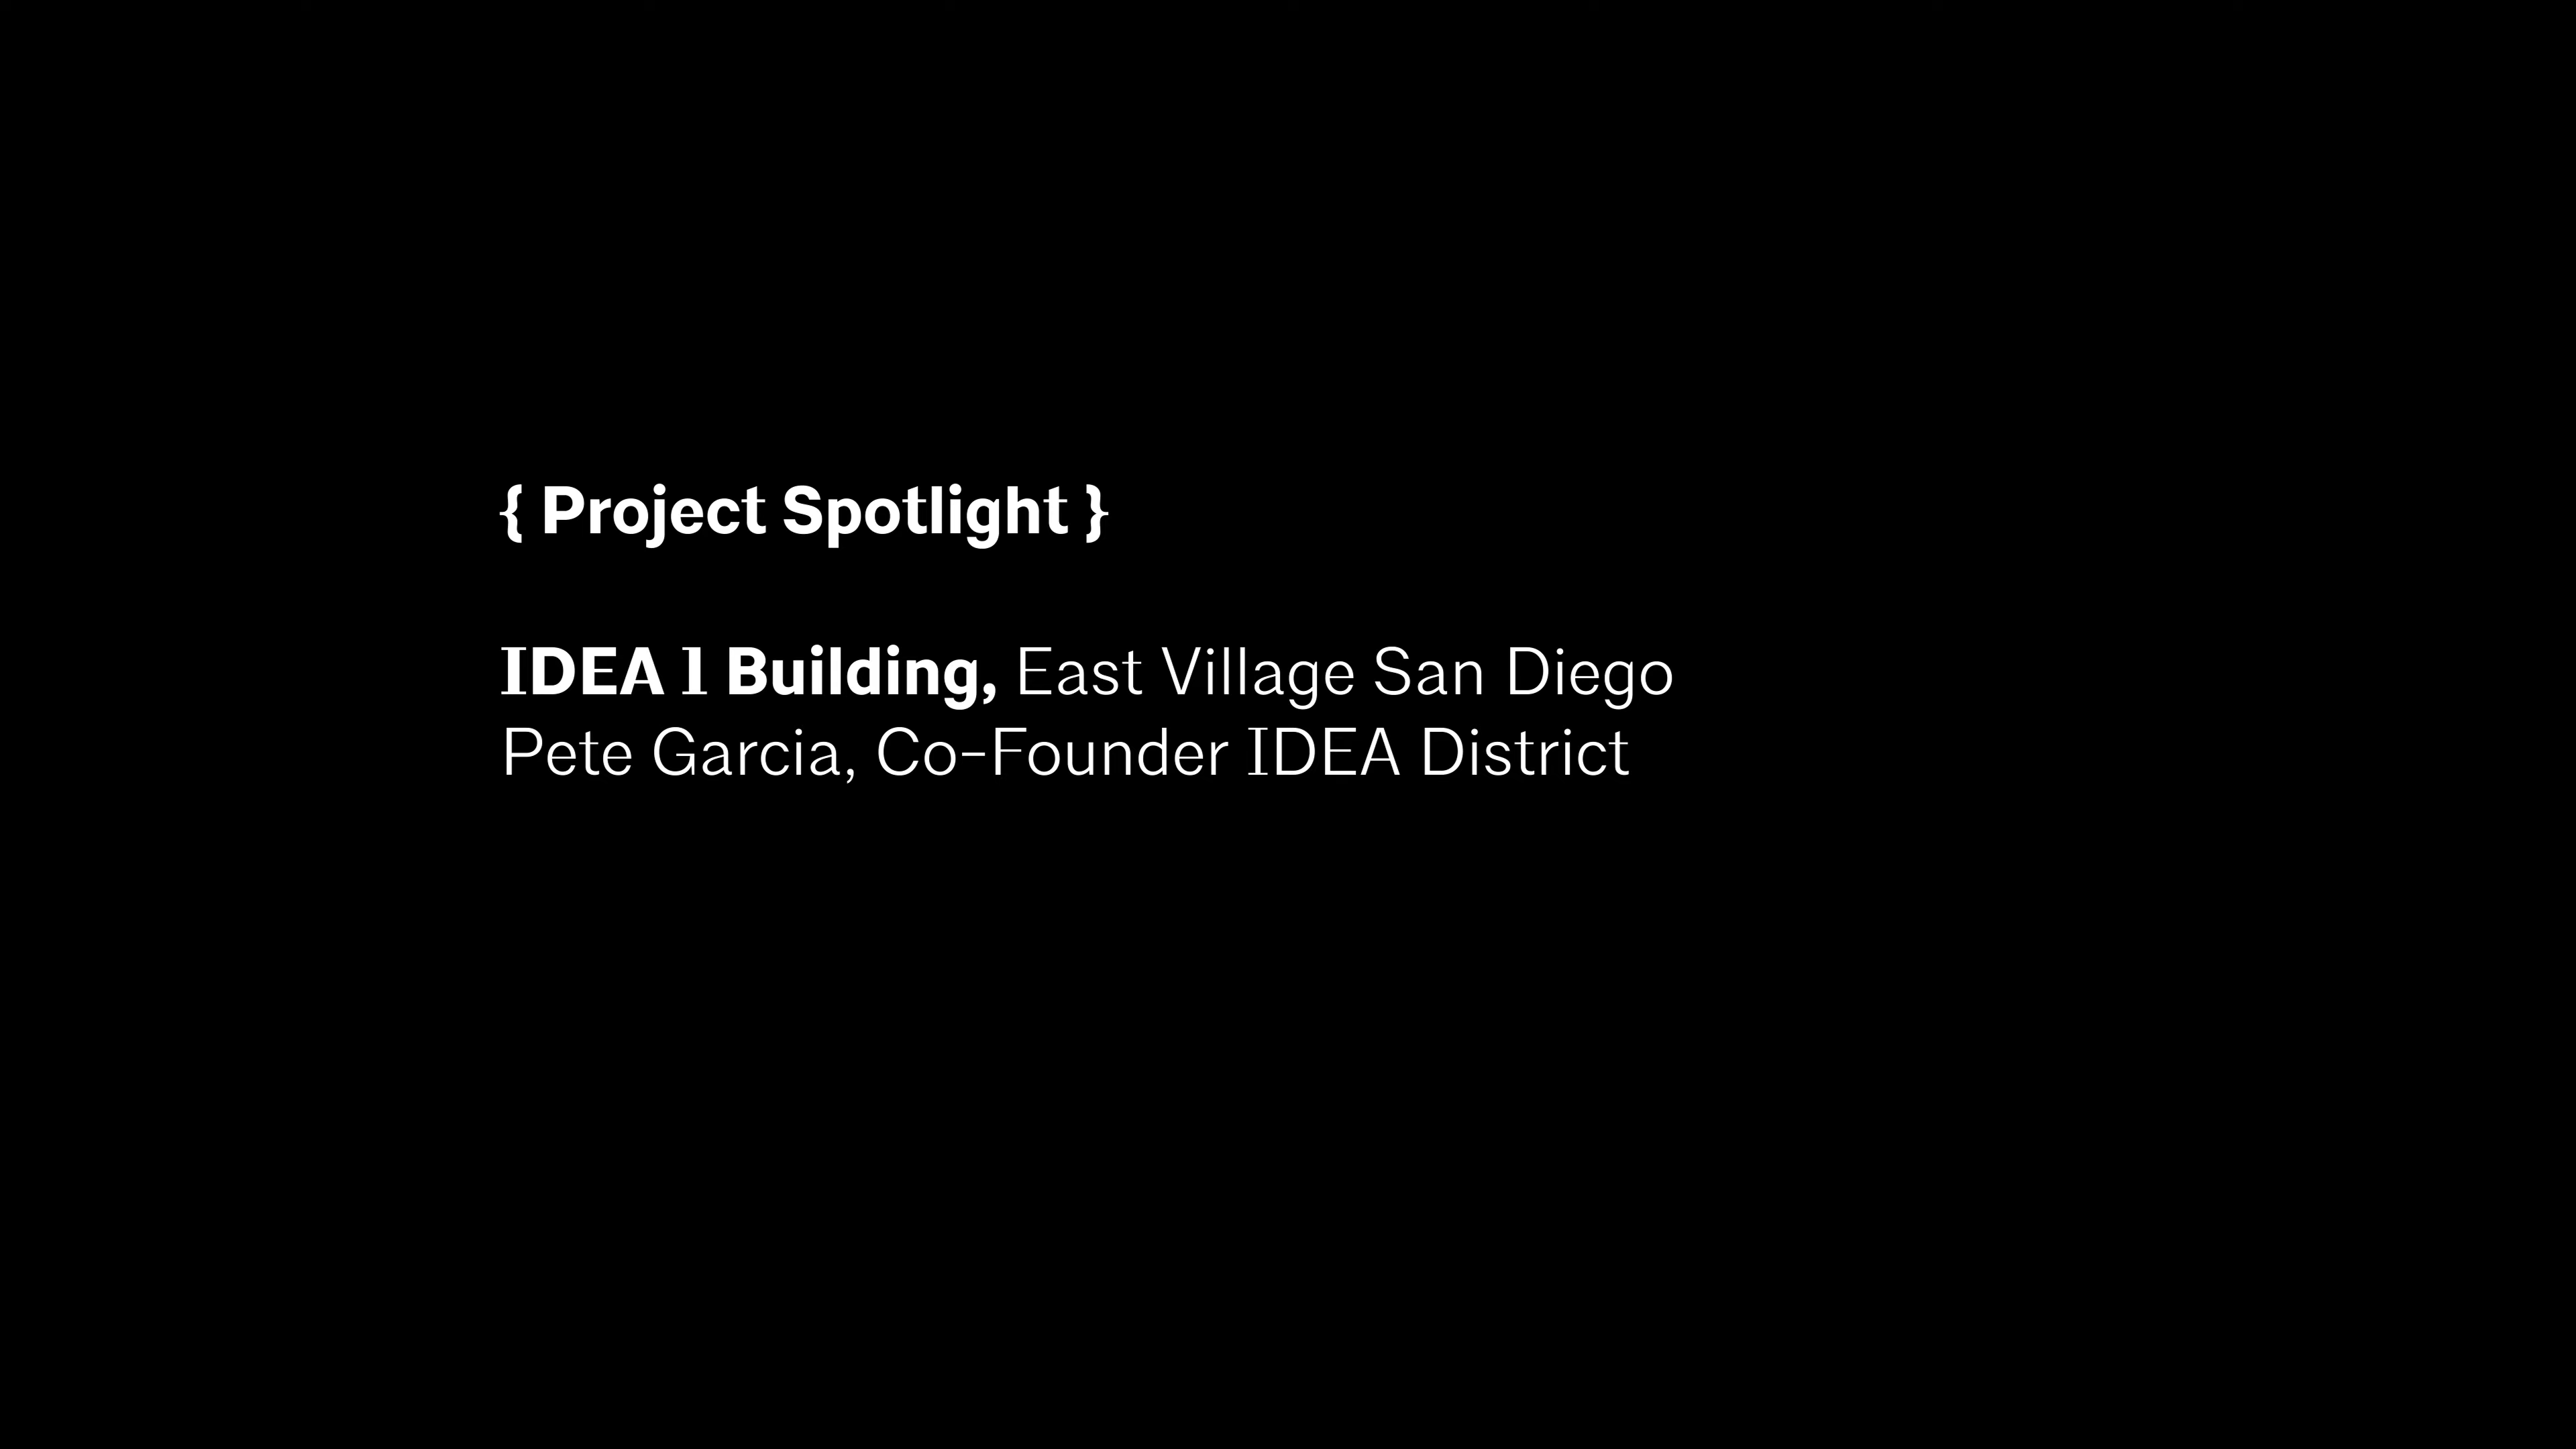 { Project Spotlight }
IDEA 1 Building, East Village San Diego
Pete Garcia, Co-Founder IDEA District